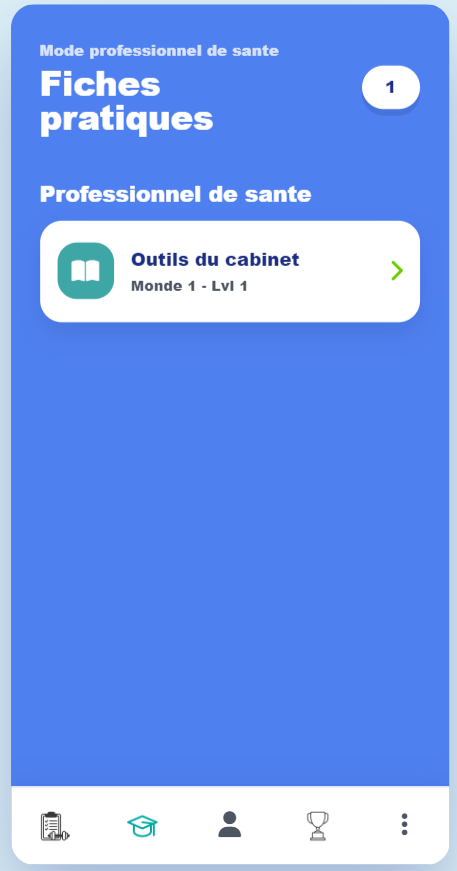 Mode professionnel de sante
Fiches
pratiques
1
Professionnel de sante
Outils du cabinet
Monde 1 - Lvl 1